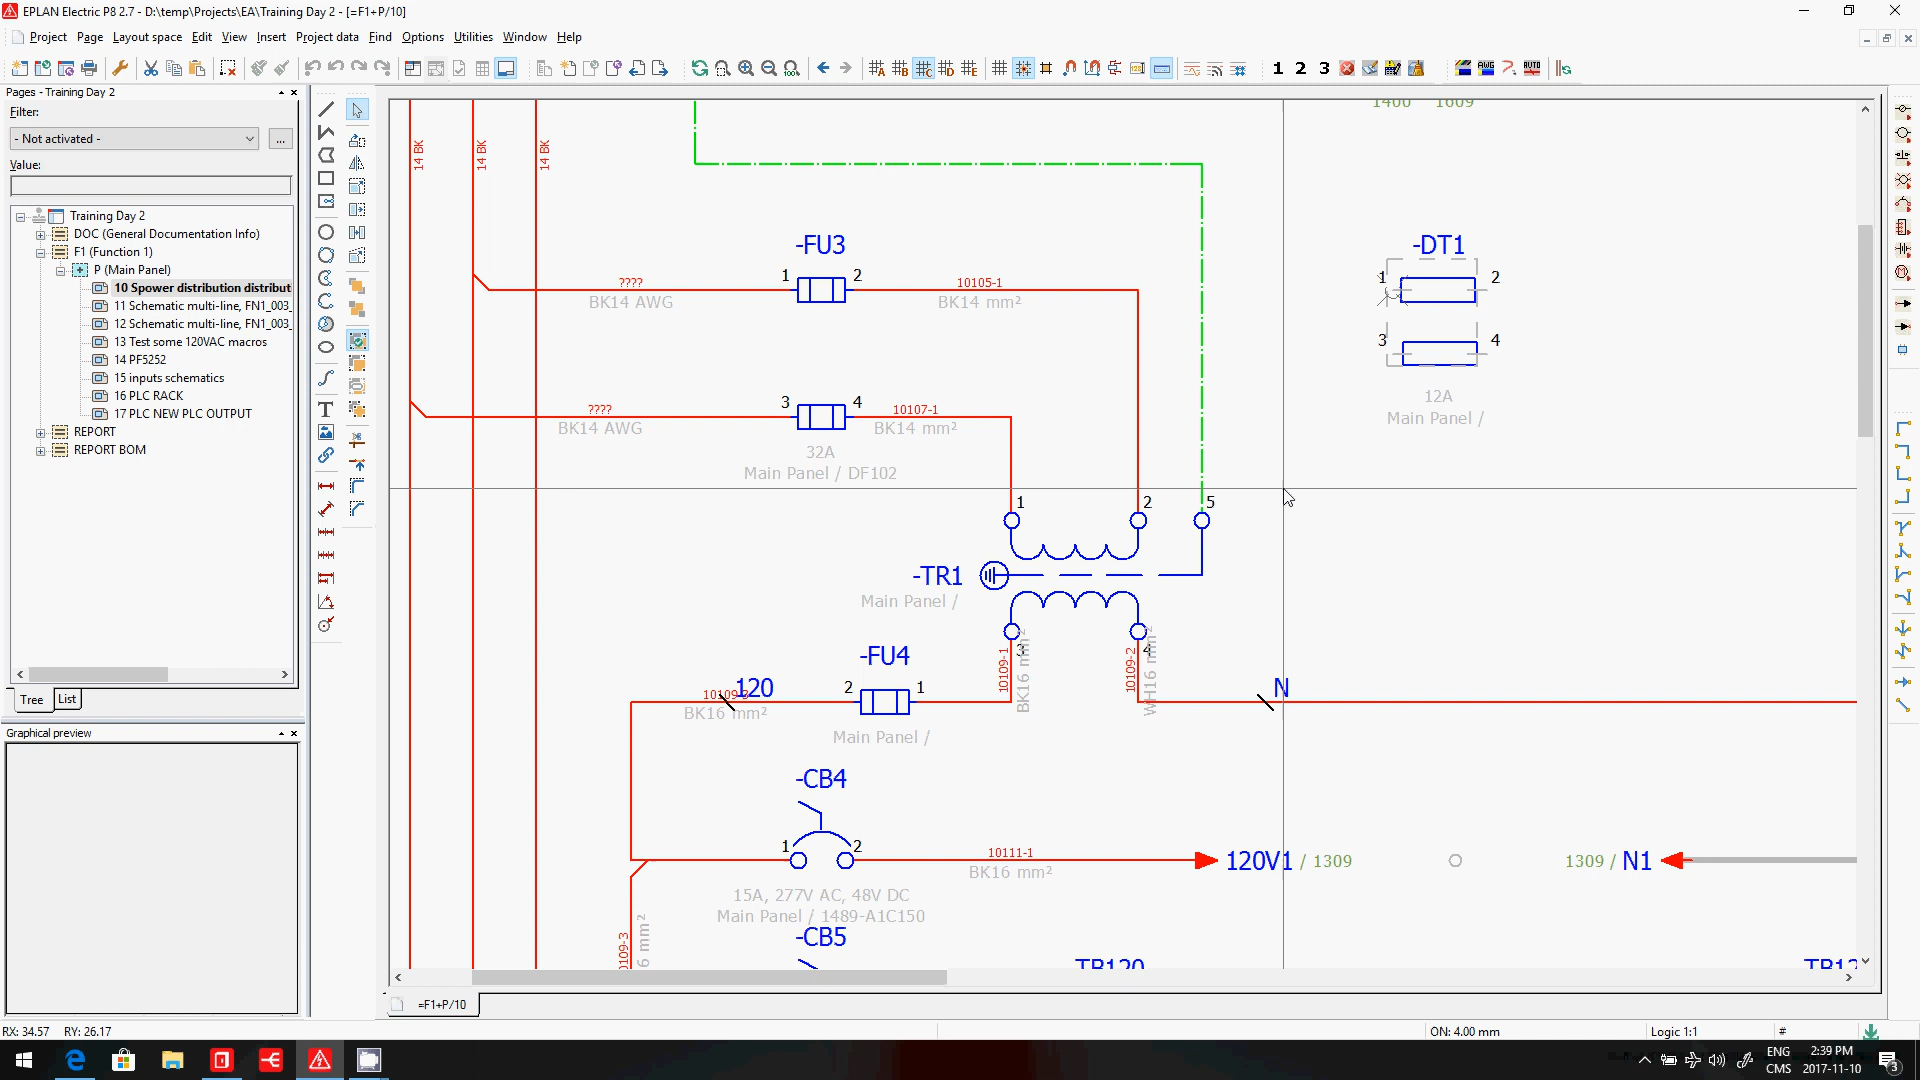 EPLAN Electric P8 2.7 - D:\temp\Projects\EA\Training Day 2 - [=F1+P/10]
Project Page Layout space Edit View Insert Project data Find Options Utilities Window Help
1 2 3
Pages - Training Day 2
Filter:
- Not activated -
...
Value:
Training Day 2
DOC (General Documentation Info)
F1 (Function 1)
P (Main Panel)
10 Spower distribution distribut
11 Schematic multi-line, FN1_003_
12 Schematic multi-line, FN1_003_
13 Test some 120VAC macros
14 PF5252
15 inputs schematics
16 PLC RACK
17 PLC NEW PLC OUTPUT
REPORT
REPORT BOM
Tree List
Graphical preview
1400 1609
14 BK
14 BK
14 BK
-FU3
1 2
????
BK14 AWG
10105-1
BK14 mm²
-DT1
1 2
3 4
12A
Main Panel /
3 4
????
BK14 AWG
10107-1
BK14 mm²
32A
Main Panel / DF102
1 2 5
-TR1
Main Panel /
3 4
10109-1
BK16 mm²
10109-2
WH16 mm²
-FU4
2 1
10109-3
120
BK16 mm²
N
Main Panel /
-CB4
1 2
10111-1
BK16 mm²
120V1 / 1309
1309 / N1
15A, 277V AC, 48V DC
Main Panel / 1489-A1C150
-CB5
10109-3
6 mm²
TB120
TB12
=F1+P/10
RX: 34.57 RY: 26.17
ON: 4.00 mm
Logic 1:1
#
ENG
CMS
2:39 PM
2017-11-10
3